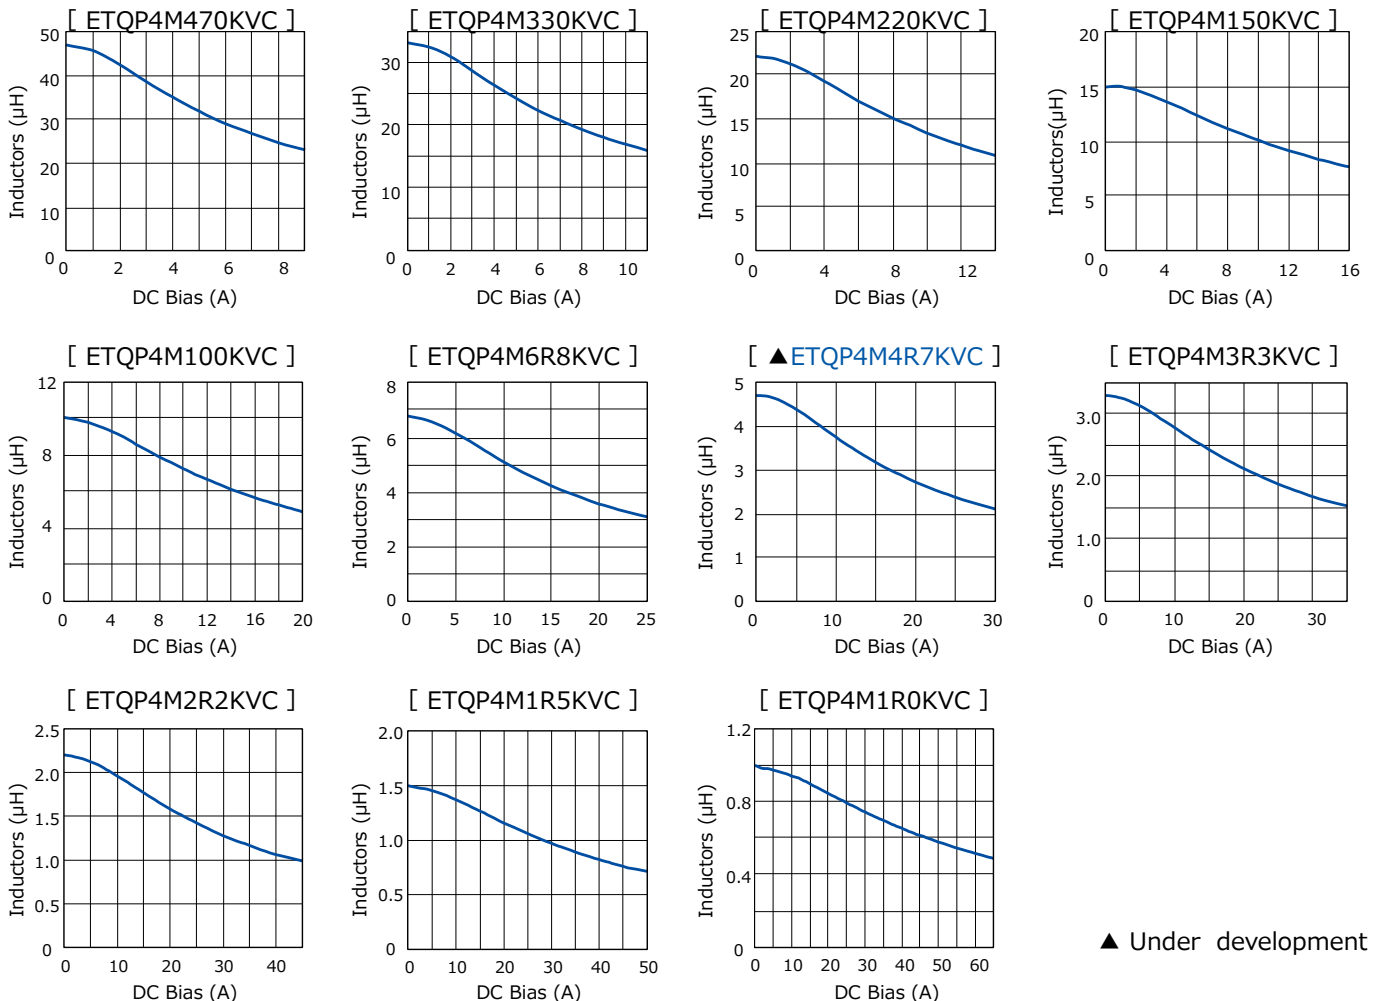 [ ETQP4M470KVC ]
50
40
30
20
10
0
Inductors (μH)
0 2 4 6 8
DC Bias (A)
[ ETQP4M330KVC ]
30
20
10
0
Inductors (μH)
0 2 4 6 8 10
DC Bias (A)
[ ETQP4M220KVC ]
25
20
15
10
5
0
Inductors (μH)
0 4 8 12
DC Bias (A)
[ ETQP4M150KVC ]
20
15
10
5
0
Inductors(μH)
0 4 8 12 16
DC Bias (A)
[ ETQP4M100KVC ]
12
8
4
0
Inductors (μH)
0 4 8 12 16 20
DC Bias (A)
[ ETQP4M6R8KVC ]
8
6
4
2
0
Inductors (μH)
0 5 10 15 20 25
DC Bias (A)
[ ▲ETQP4M4R7KVC ]
5
4
3
2
1
0
Inductors (μH)
0 10 20 30
DC Bias (A)
[ ETQP4M3R3KVC ]
3.0
2.0
1.0
0
Inductors (μH)
0 10 20 30
DC Bias (A)
[ ETQP4M2R2KVC ]
2.5
2.0
1.5
1.0
0.5
0
Inductors (μH)
0 10 20 30 40
DC Bias (A)
[ ETQP4M1R5KVC ]
2.0
1.5
1.0
0.5
0
Inductors (μH)
0 10 20 30 40 50
DC Bias (A)
[ ETQP4M1R0KVC ]
1.2
0.8
0.4
0
Inductors (μH)
0 10 20 30 40 50 60
DC Bias (A)
▲ Under development